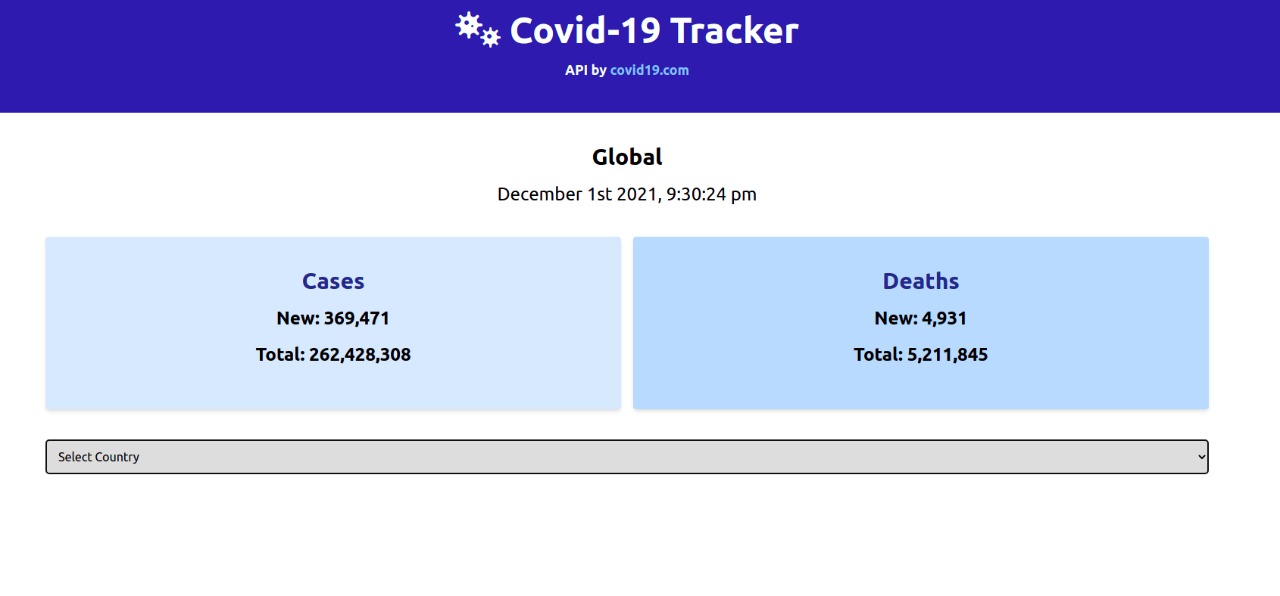 Covid-19 Tracker
API by covid19.com
Global
December 1st 2021, 9:30:24 pm
Cases
New: 369,471
Total: 262,428,308
Deaths
New: 4,931
Total: 5,211,845
Select Country